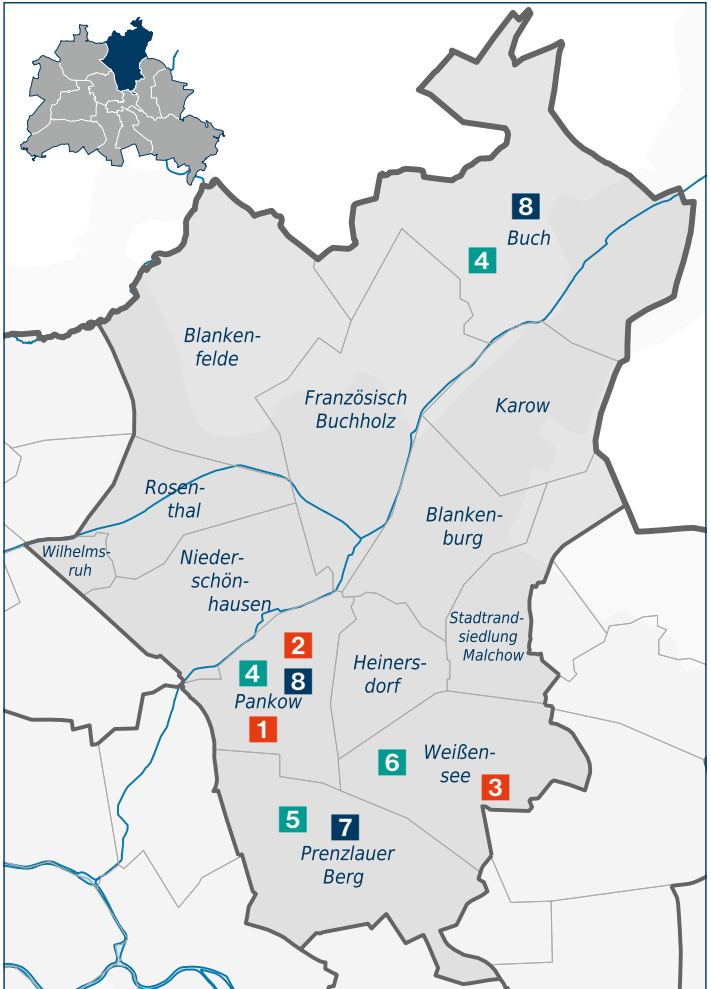 8
Buch
4
Blanken-
felde
Französisch
Buchholz
Karow
Rosen-
thal
Blanken-
burg
Wilhelms-
ruh
Nieder-
schön-
hausen
Stadtrand-
siedlung
Malchow
2
Heiners-
dorf
4
8
Pankow
1
Weißen-
see
6
3
5
7
Prenzlauer
Berg